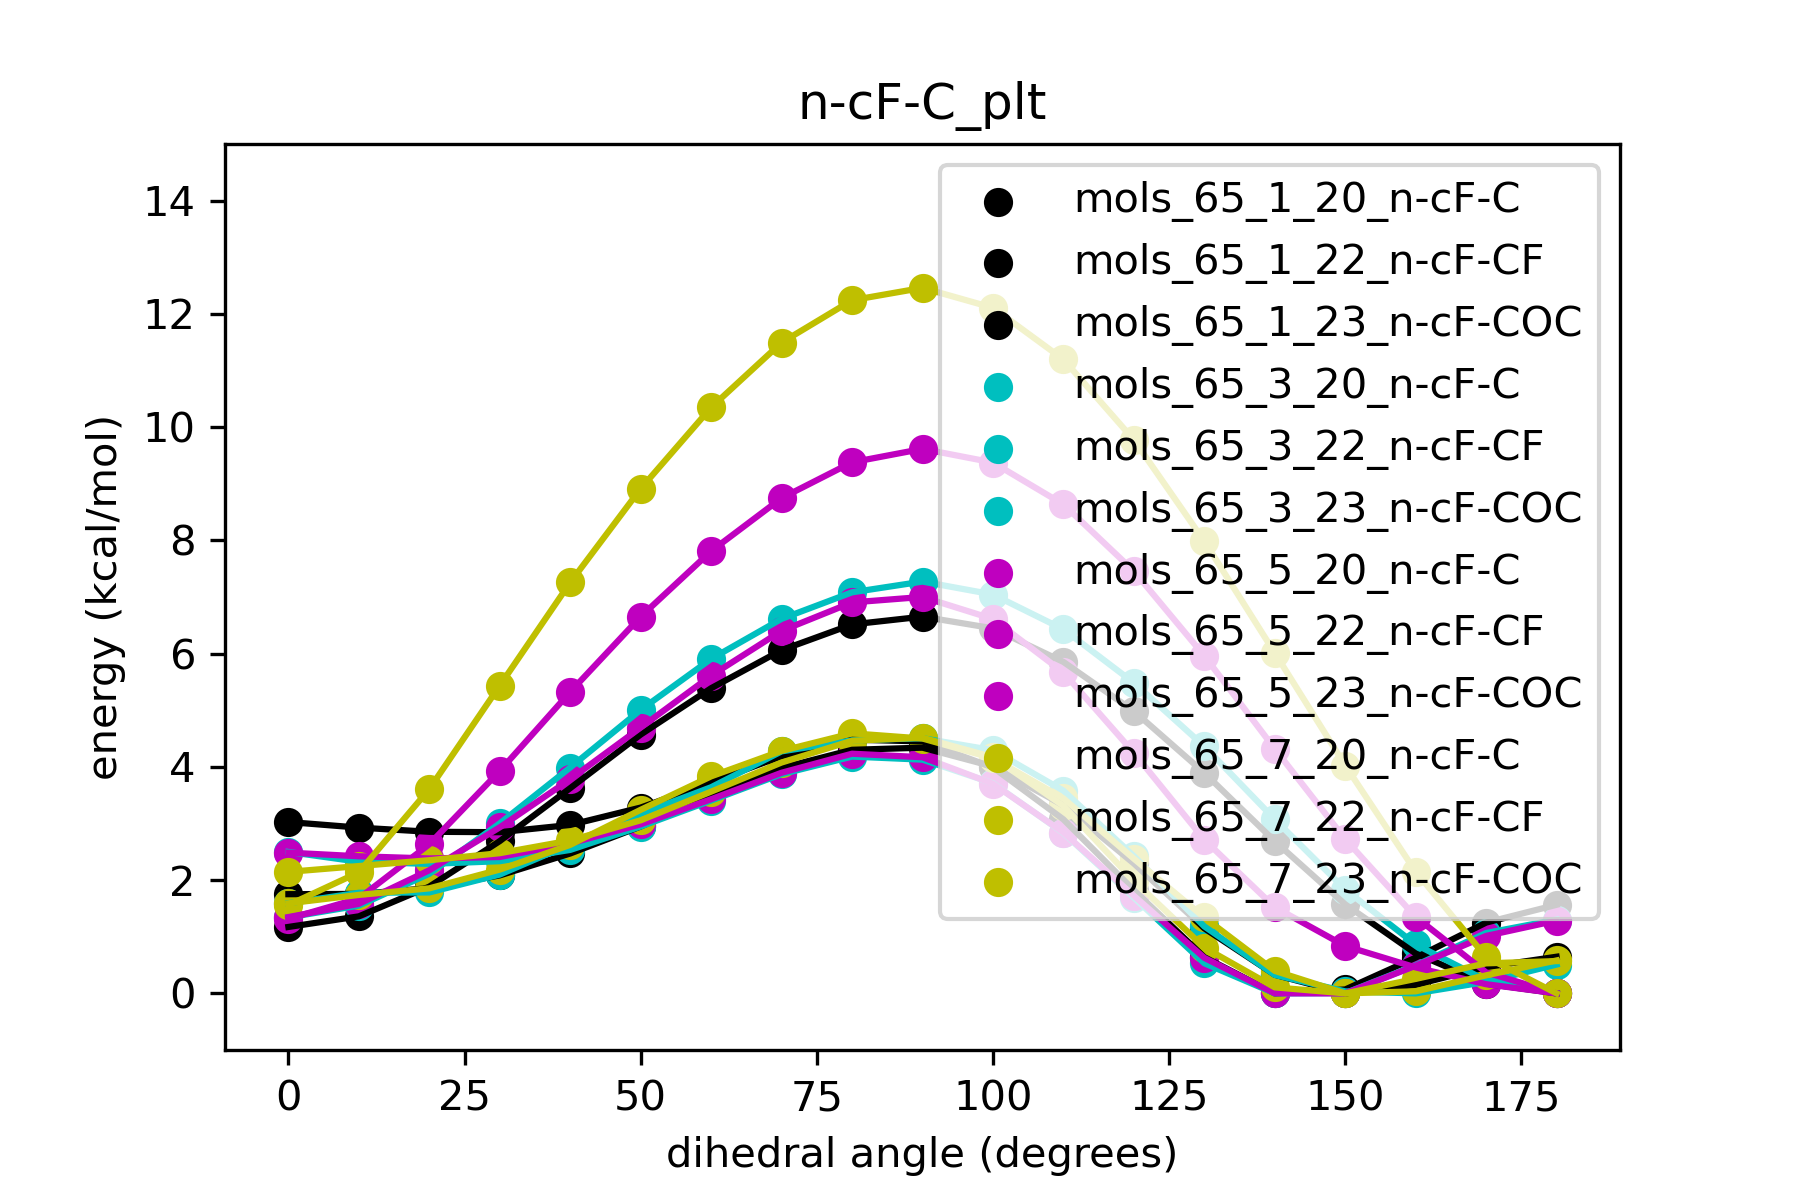 n-cF-C_plt
14
12
10
8
6
4
2
0
energy (kcal/mol)
mols_65_1_20_n-cF-C
mols_65_1_22_n-cF-CF
mols_65_1_23_n-cF-COC
mols_65_3_20_n-cF-C
mols_65_3_22_n-cF-CF
mols_65_3_23_n-cF-COC
mols_65_5_20_n-cF-C
mols_65_5_22_n-cF-CF
mols_65_5_23_n-cF-COC
mols_65_7_20_n-cF-C
mols_65_7_22_n-cF-CF
mols_65_7_23_n-cF-COC
0 25 50 75 100 125 150 175
dihedral angle (degrees)